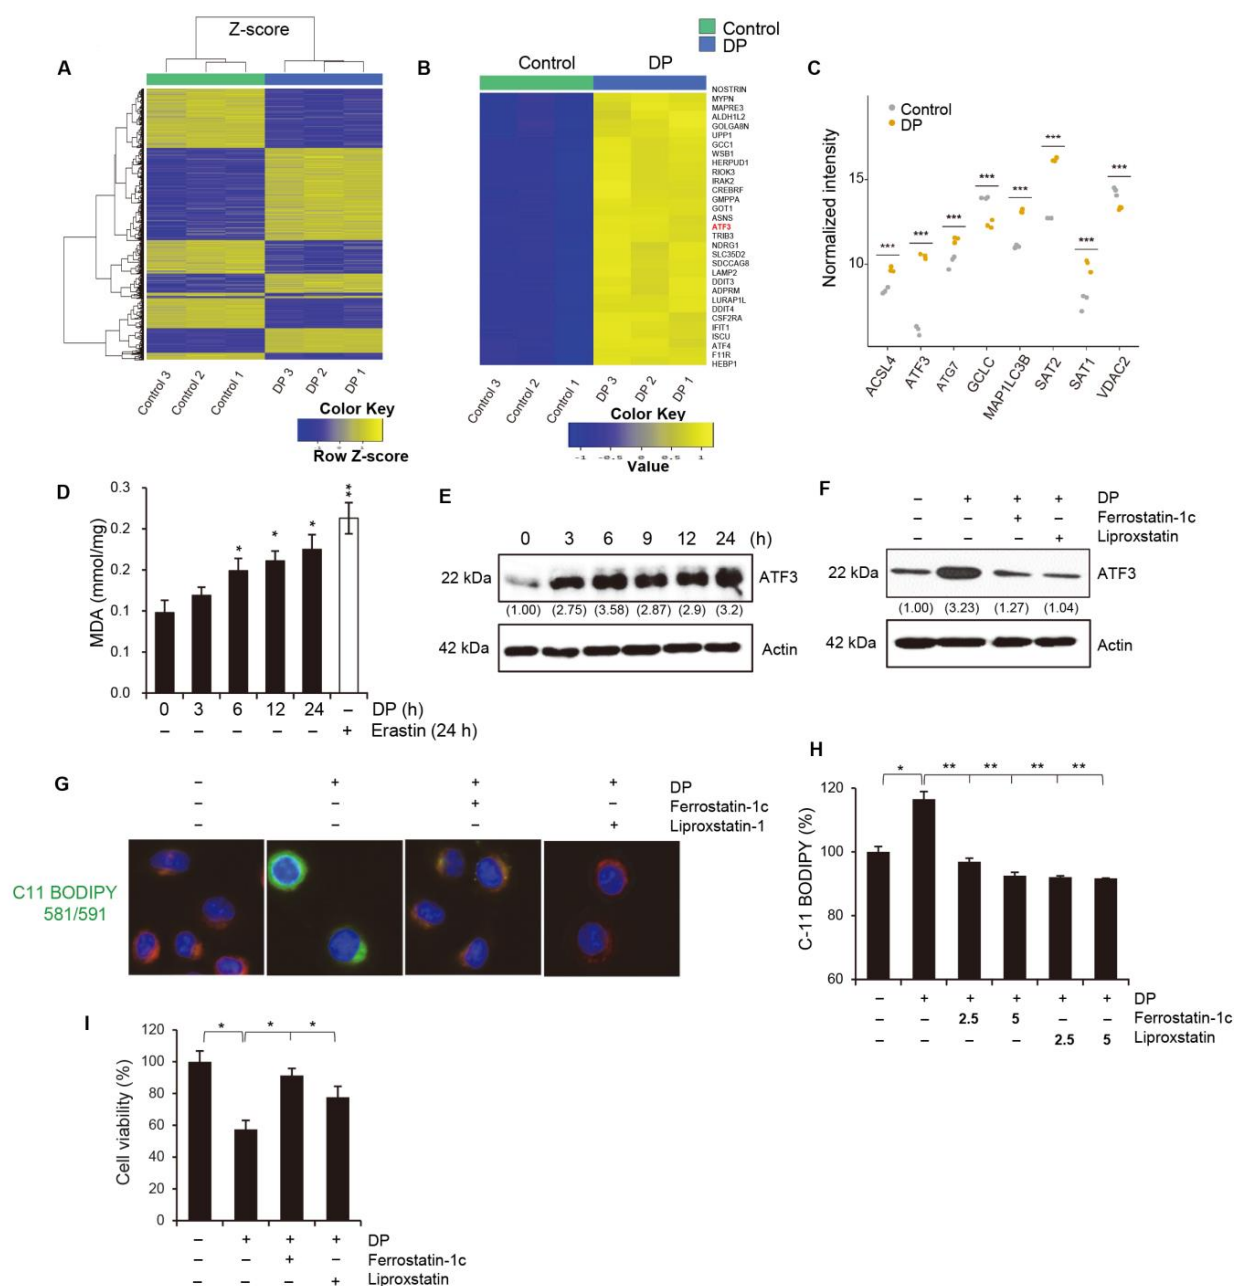 Z-score
A
Control 3
Control 2
Control 1
DP 3
DP 2
DP 1
Color Key
Row Z-score
Control
DP
B
Control
DP
NOSTRIN
MYPN
MAPRE3
ALDH1L2
GOLGA8N
UPP1
GCC1
WSB1
HERPUD1
RIOK3
IRAK2
CREBRF
GMPPA
GOT1
ASNS
ATF3
TRIB3
NDRG1
SLC35D2
SDCCAG8
LAMP2
DDIT3
ADPRM
LURAP1L
DDIT4
CSF2RA
IFIT1
ISCU
ATF4
F11R
HEBP1
Control 3
Control 2
Control 1
DP 3
DP 2
DP 1
Color Key
-1 -0.5 0 0.5 1
Value
C
Control
DP
Normalized intensity
15
10
*** *** *** *** *** *** *** ***
ACSL4
ATF3
ATG7
GCLC
MAP1LC3B
SAT2
SAT1
VDAC2
D
MDA (mmol/mg)
0.3
0.2
0.2
0.1
0.1
0.0
* * * **
0 3 6 12 24 – DP (h)
– – – – – + Erastin (24 h)
E
0 3 6 9 12 24 (h)
22 kDa ATF3
(1.00) (2.75) (3.58) (2.87) (2.9) (3.2)
42 kDa Actin
F
– + + + DP
– – + – Ferrostatin-1c
– – – + Liproxstatin
22 kDa ATF3
(1.00) (3.23) (1.27) (1.04)
42 kDa Actin
G
– + + + DP
– – + – Ferrostatin-1c
– – – + Liproxstatin-1
C11 BODIPY
581/591
H
C-11 BODIPY (%)
120
100
80
60
* ** ** ** **
– + + + + + DP
– – 2.5 5 – – Ferrostatin-1c
– – – – 2.5 5 Liproxstatin
I
Cell viability (%)
120
100
80
60
40
20
0
* * *
– + + + DP
– – + – Ferrostatin-1c
– – – + Liproxstatin